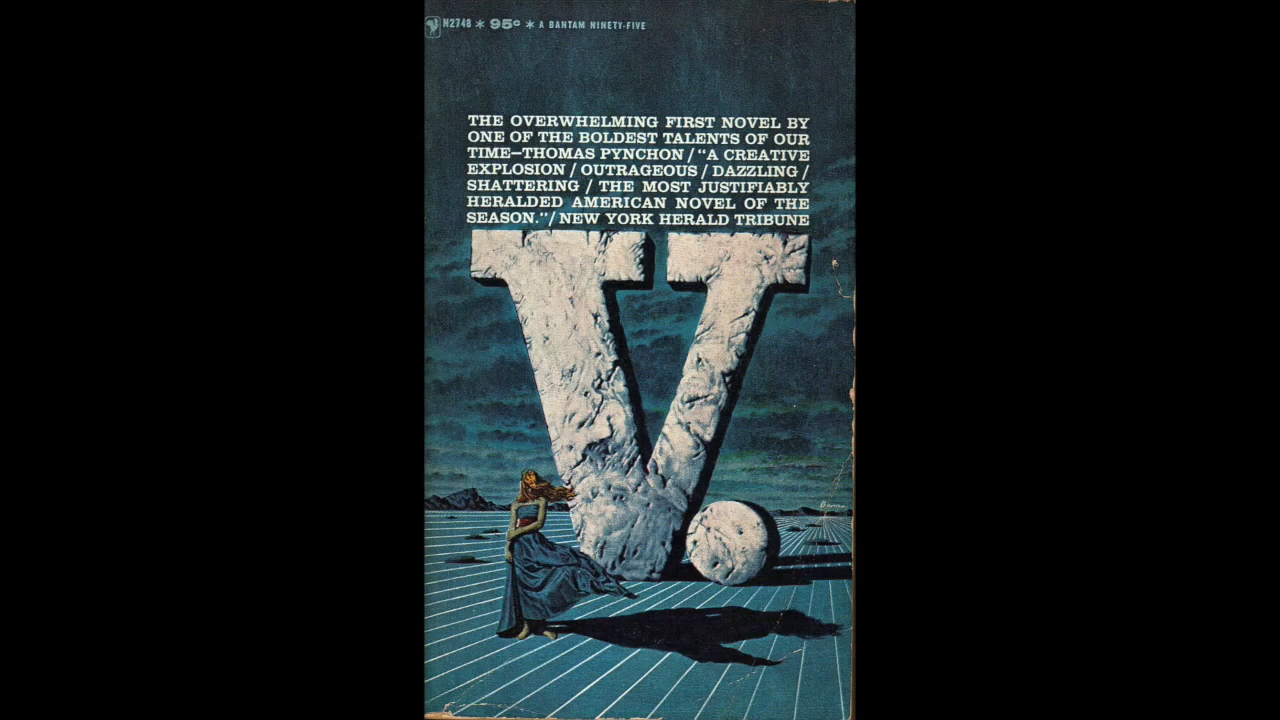 N2748 * 95¢ * A BANTAM NINETY-FIVE
THE OVERWHELMING FIRST NOVEL BY
ONE OF THE BOLDEST TALENTS OF OUR
TIME—THOMAS PYNCHON / "A CREATIVE
EXPLOSION / OUTRAGEOUS / DAZZLING /
SHATTERING / THE MOST JUSTIFIABLY
HERALDED AMERICAN NOVEL OF THE
SEASON."/ NEW YORK HERALD TRIBUNE
V.